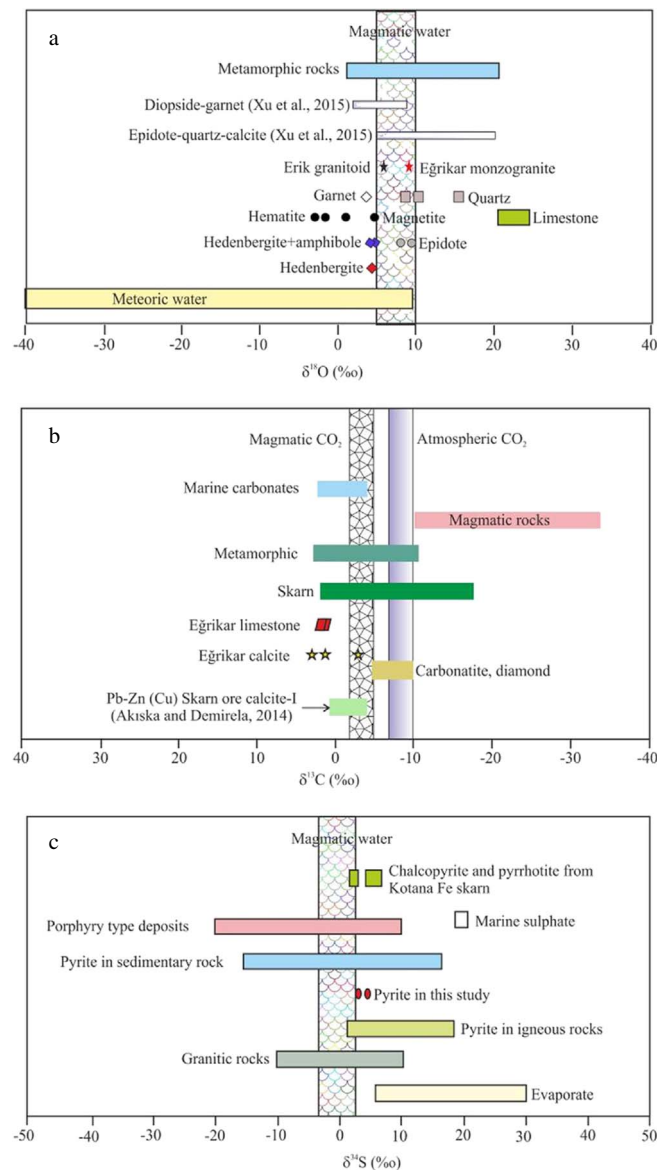 a
Magmatic water
Metamorphic rocks
Diopside-garnet (Xu et al., 2015)
Epidote-quartz-calcite (Xu et al., 2015)
Erik granitoid
Eğrikar monzogranite
Garnet
Quartz
Hematite
Magnetite
Limestone
Hedenbergite+amphibole
Epidote
Hedenbergite
Meteoric water
-40 -30 -20 -10 0 10 20 30 40
δ¹⁸O (‰)
b
Magmatic CO₂
Atmospheric CO₂
Marine carbonates
Magmatic rocks
Metamorphic
Skarn
Eğrikar limestone
Eğrikar calcite
Carbonatite, diamond
Pb-Zn (Cu) Skarn ore calcite-I
(Akıska and Demirela, 2014)
40 30 20 10 0 -10 -20 -30 -40
δ¹³C (‰)
c
Magmatic water
Chalcopyrite and pyrrhotite from
Kotana Fe skarn
Porphyry type deposits
Marine sulphate
Pyrite in sedimentary rock
Pyrite in this study
Pyrite in igneous rocks
Granitic rocks
Evaporate
-50 -40 -30 -20 -10 0 10 20 30 40 50
δ³⁴S (‰)